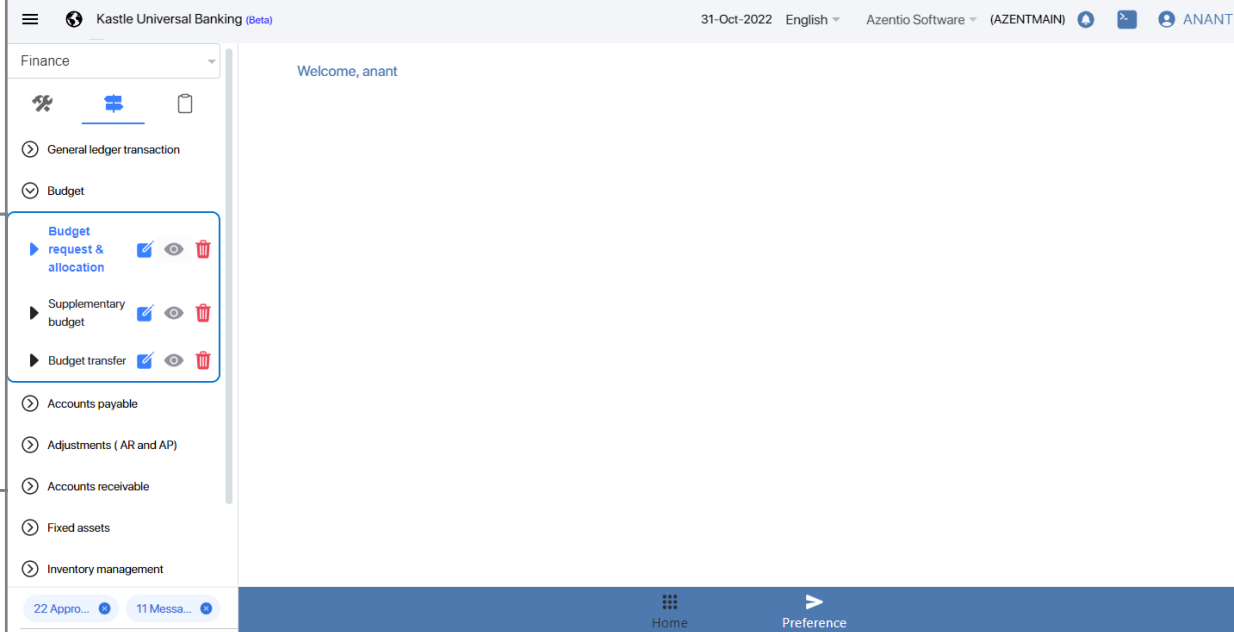 Kastle Universal Banking (Beta)
31-Oct-2022 English Azentio Software (AZENTMAIN) ANANT
Finance
Welcome, anant
General ledger transaction
Budget
Budget
request &
allocation
Supplementary
budget
Budget transfer
Accounts payable
Adjustments ( AR and AP)
Accounts receivable
Fixed assets
Inventory management
22 Appro... 11 Messa...
Home Preference